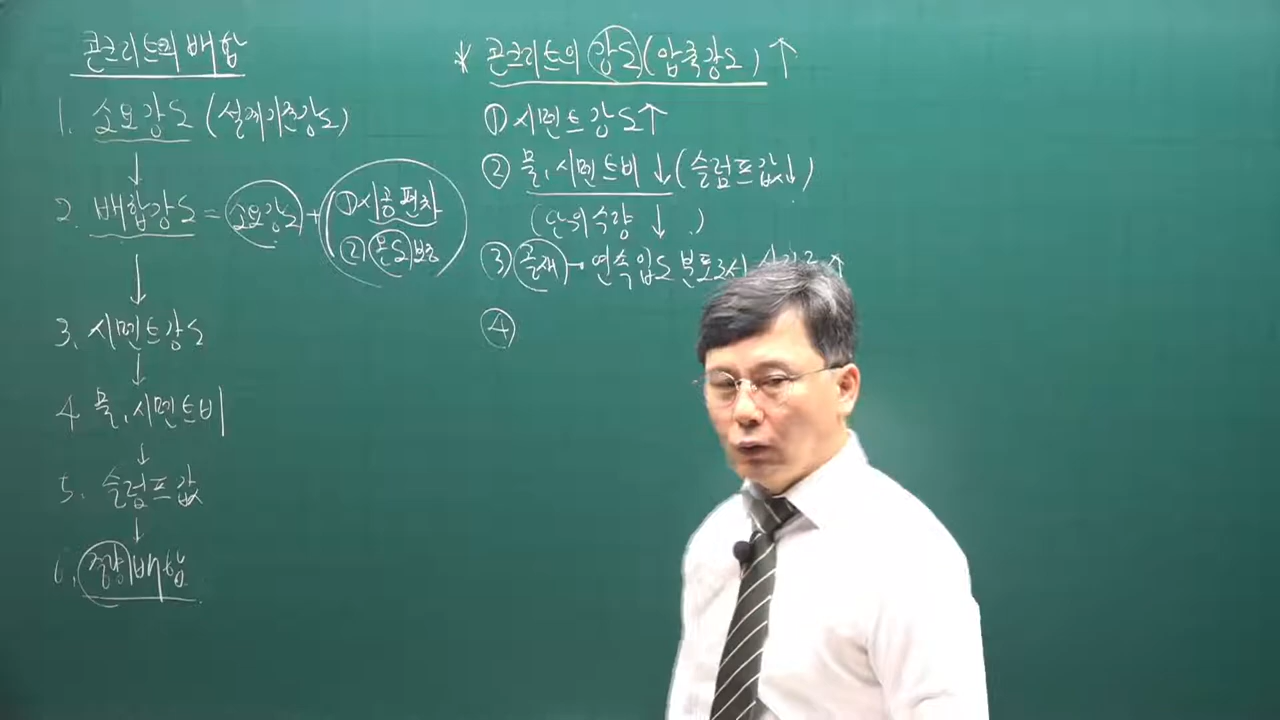 콘크리트의 배합
1. 소요강도 (설계기준강도)
↓
2. 배합강도 = 소요강도 + ①시공편차 ②온도보정
↓
3. 시멘트강도
↓
4. 물, 시멘트비
↓
5. 슬럼프값
↓
6. 중량배합
* 콘크리트의 강도(압축강도) ↑
① 시멘트강도↑
② 물, 시멘트비 ↓ (슬럼프값↓)
(단위수량 ↓ )
③ 골재 → 연속입도 분포
④